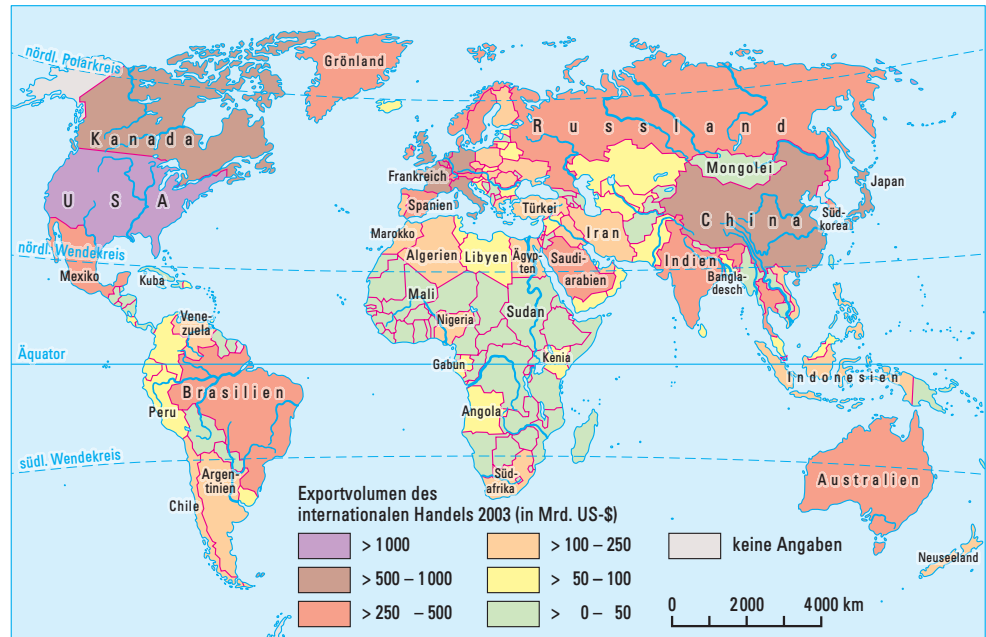 nördl. Polarkreis
Grönland
Kanada
Russland
Mongolei
Frankreich
Japan
USA
Spanien
Türkei
China
Süd-
korea
Marokko
Iran
nördl. Wendekreis
Algerien
Libyen
Ägyp-
ten
Saudi-
arabien
Indien
Mexiko
Kuba
Bangla-
desch
Mali
Sudan
Vene-
zuela
Nigeria
Äquator
Gabun
Kenia
Indonesien
Brasilien
Peru
Angola
südl. Wendekreis
Argen-
tinien
Süd-
afrika
Australien
Chile
Neuseeland
Exportvolumen des
internationalen Handels 2003 (in Mrd. US-$)
> 1000
> 500 – 1000
> 250 – 500
> 100 – 250
> 50 – 100
> 0 – 50
keine Angaben
0 2000 4000 km